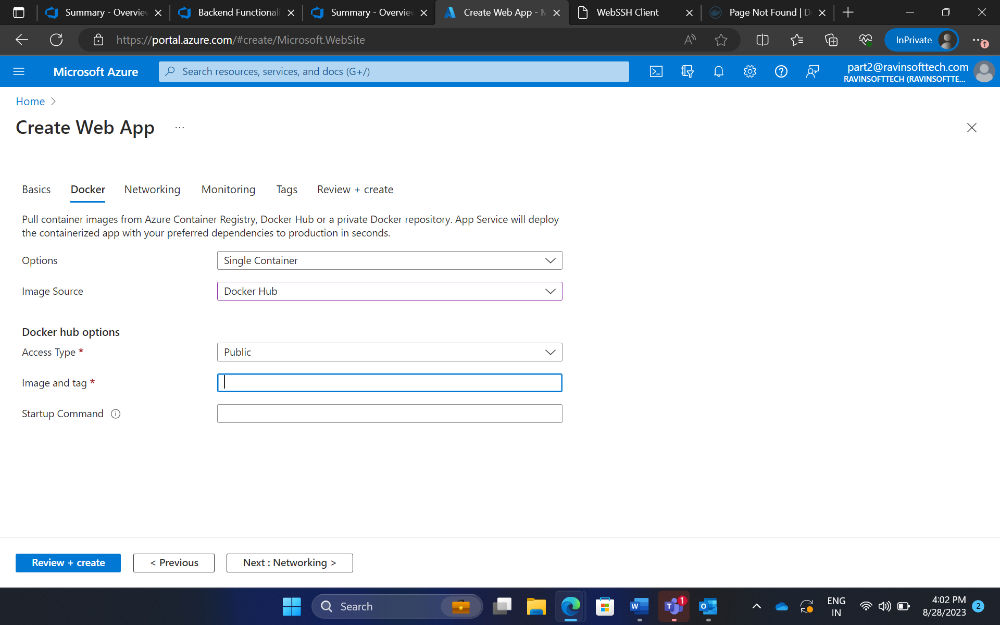 Summary - Overview
Backend Functionali
Summary - Overview
Create Web App - M
WebSSH Client
Page Not Found | D
https://portal.azure.com/#create/Microsoft.WebSite
InPrivate
Microsoft Azure
Search resources, services, and docs (G+/)
part2@ravinsofttech.com
RAVINSOFTTECH (RAVINSOFTTE...
Home >
Create Web App ...
Basics
Docker
Networking
Monitoring
Tags
Review + create
Pull container images from Azure Container Registry, Docker Hub or a private Docker repository. App Service will deploy
the containerized app with your preferred dependencies to production in seconds.
Options
Single Container
Image Source
Docker Hub
Docker hub options
Access Type *
Public
Image and tag *
Startup Command
Review + create
< Previous
Next : Networking >
Search
1
ENG
IN
4:02 PM
8/28/2023
2